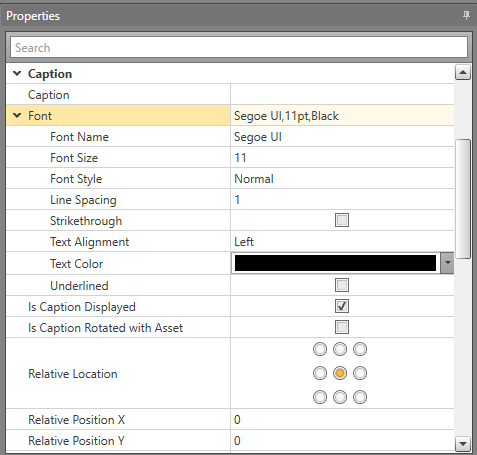 Properties
Search
Caption
Caption
Font Segoe UI,11pt,Black
Font Name Segoe UI
Font Size 11
Font Style Normal
Line Spacing 1
Strikethrough
Text Alignment Left
Text Color
Underlined
Is Caption Displayed
Is Caption Rotated with Asset
Relative Location
Relative Position X 0
Relative Position Y 0